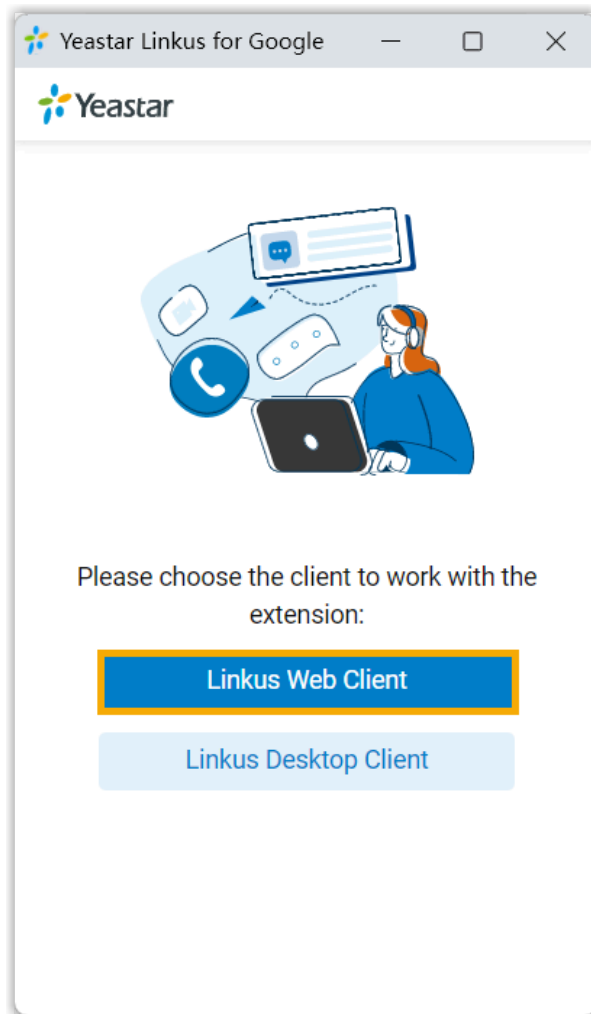 Yeastar Linkus for Google
Yeastar
Please choose the client to work with the
extension:
Linkus Web Client
Linkus Desktop Client